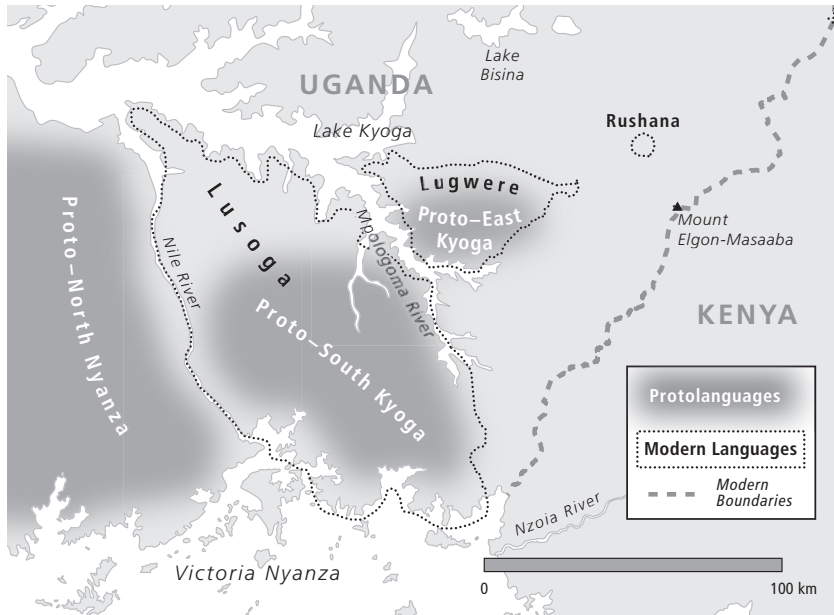 Lake
Bisina
UGANDA
Lake Kyoga
Rushana
Lugwere
Proto–East
Kyoga
Lusoga
Proto–North Nyanza
Nile River
Mpologoma River
Mount
Elgon-Masaaba
Proto–South Kyoga
KENYA
Protolanguages
Modern Languages
Modern
Boundaries
Nzoia River
Victoria Nyanza
0
100 km